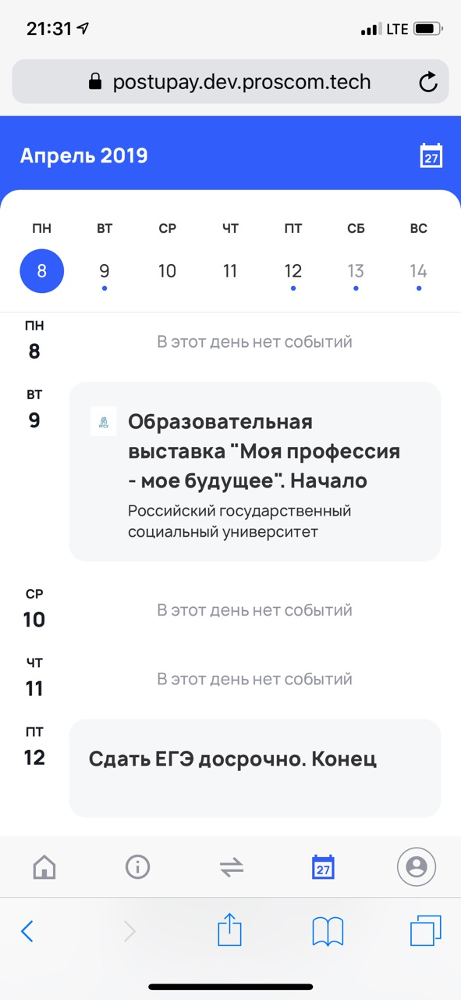 21:31 LTE
postupay.dev.proscom.tech
Апрель 2019 27
ПН ВТ СР ЧТ ПТ СБ ВС
8 9 10 11 12 13 14
ПН
8
В этот день нет событий
ВТ
9
РГСУ
Образовательная
выставка "Моя профессия
- мое будущее". Начало
Российский государственный
социальный университет
СР
10
В этот день нет событий
ЧТ
11
В этот день нет событий
ПТ
12
Сдать ЕГЭ досрочно. Конец
27